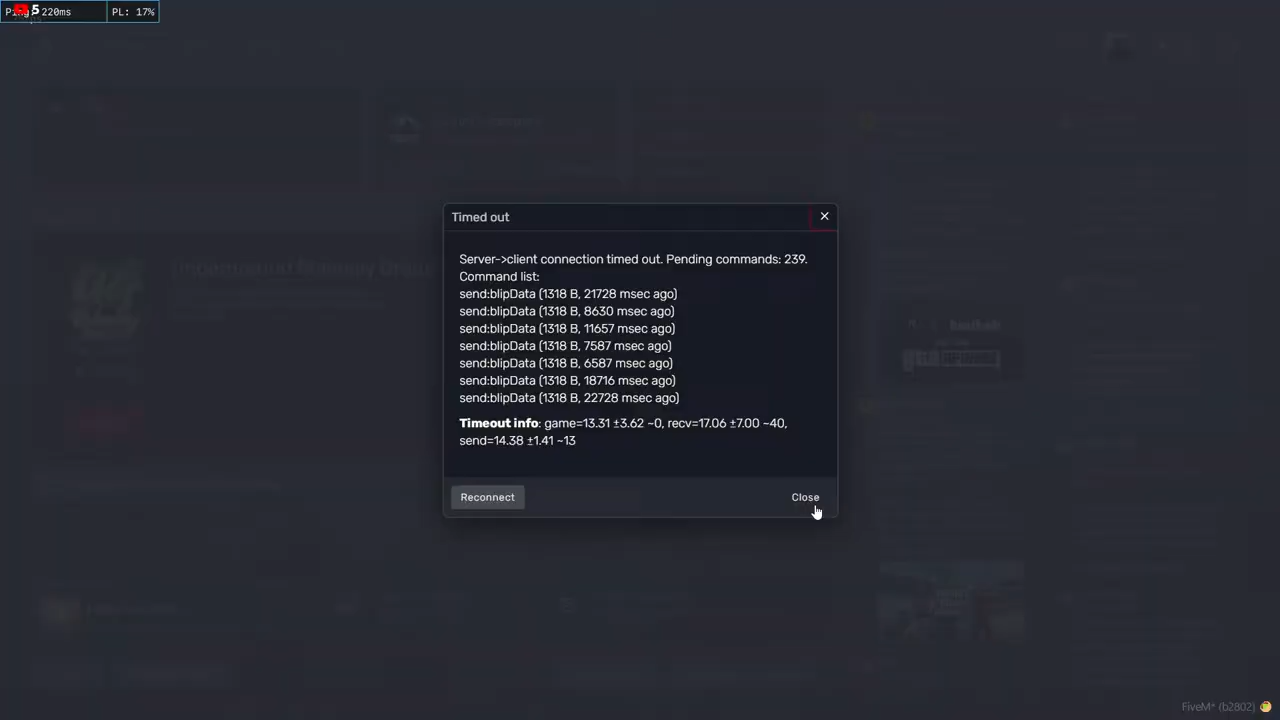 220ms
PL: 17%
5
Timed out
Server->client connection timed out. Pending commands: 239.
Command list:
send:blipData (1318 B, 21728 msec ago)
send:blipData (1318 B, 8630 msec ago)
send:blipData (1318 B, 11657 msec ago)
send:blipData (1318 B, 7587 msec ago)
send:blipData (1318 B, 6587 msec ago)
send:blipData (1318 B, 18716 msec ago)
send:blipData (1318 B, 22728 msec ago)
Timeout info: game=13.31 ±3.62 ~0, recv=17.06 ±7.00 ~40,
send=14.38 ±1.41 ~13
Reconnect
Close
FiveM* (b2802)